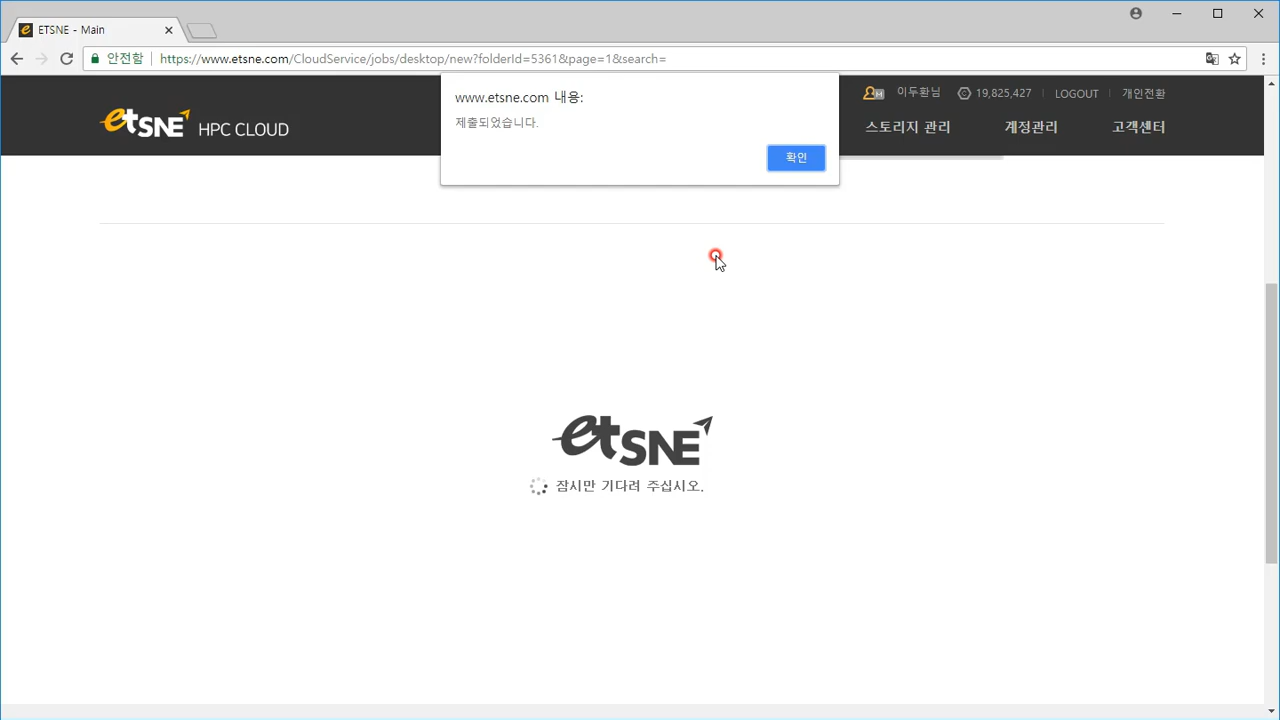 ETSNE - Main
안전함 https://www.etsne.com/CloudService/jobs/desktop/new?folderId=5361&page=1&search=
www.etsne.com 내용:
제출되었습니다.
확인
etSNE HPC CLOUD
이두환님 19,825,427 LOGOUT 개인전환
스토리지 관리 계정관리 고객센터
etSNE
잠시만 기다려 주십시오.